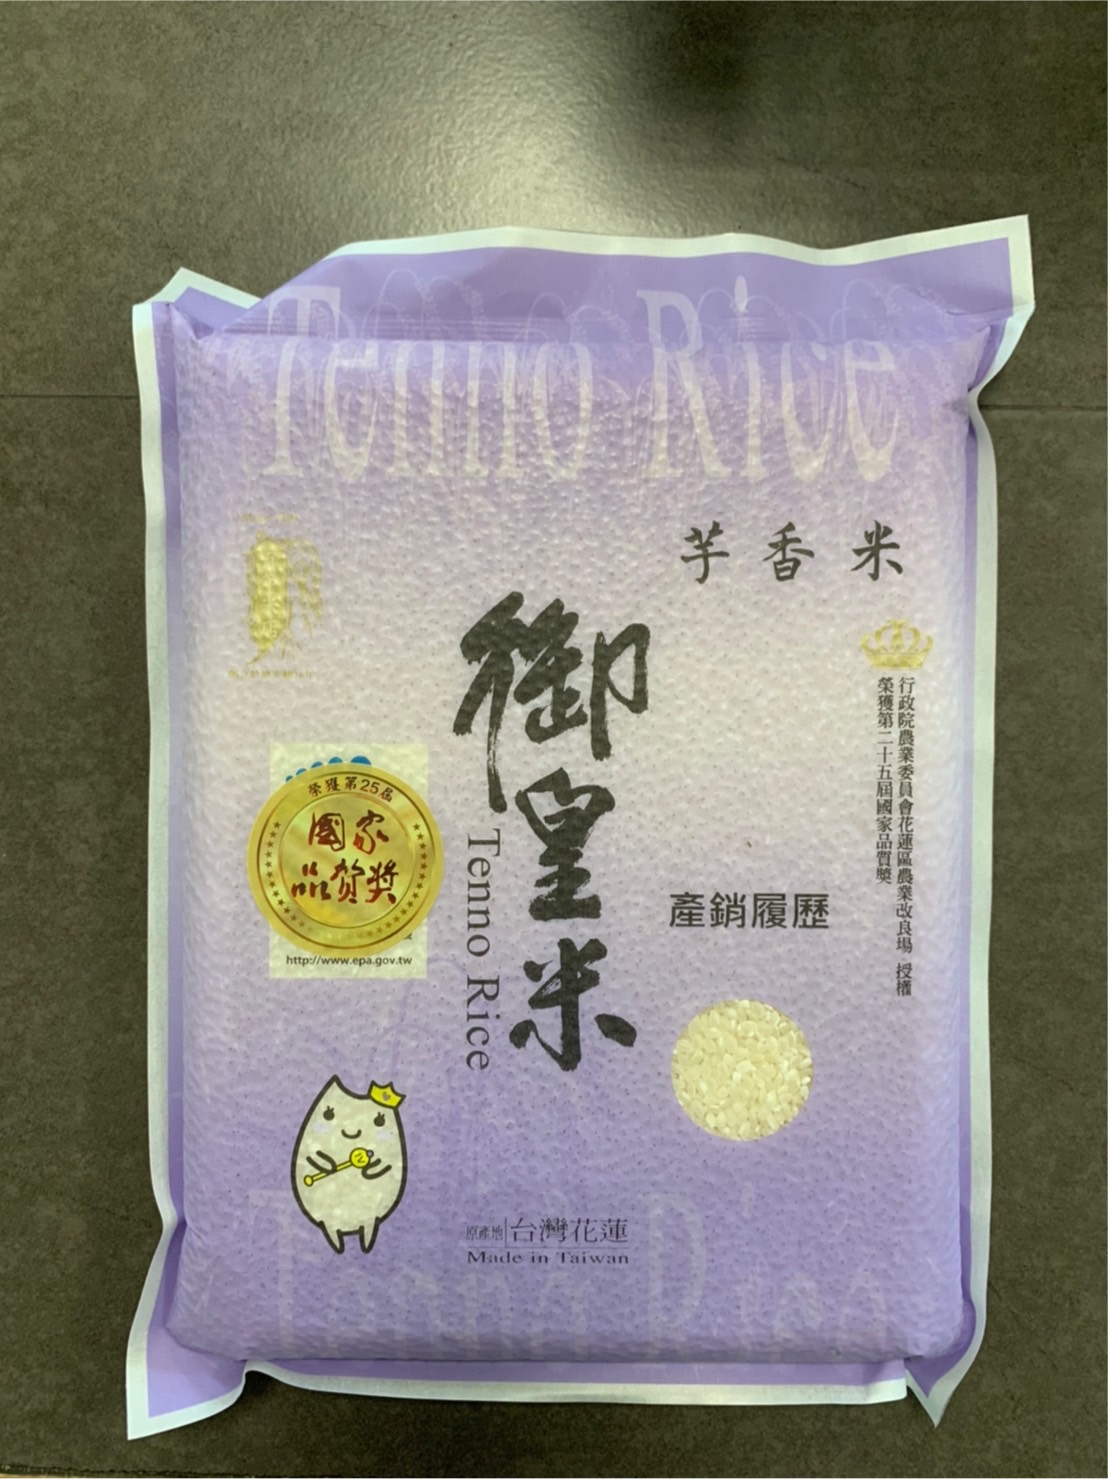 Tenno Rice
芋香米
御皇米
Tenno Rice
行政院農業委員會花蓮區農業改良場 授權
榮獲第二十五屆國家品質獎
榮獲第25屆
國家
品質獎
http://www.epa.gov.tw
產銷履歷
原產地 台灣花蓮
Made in Taiwan
Tenno Rice